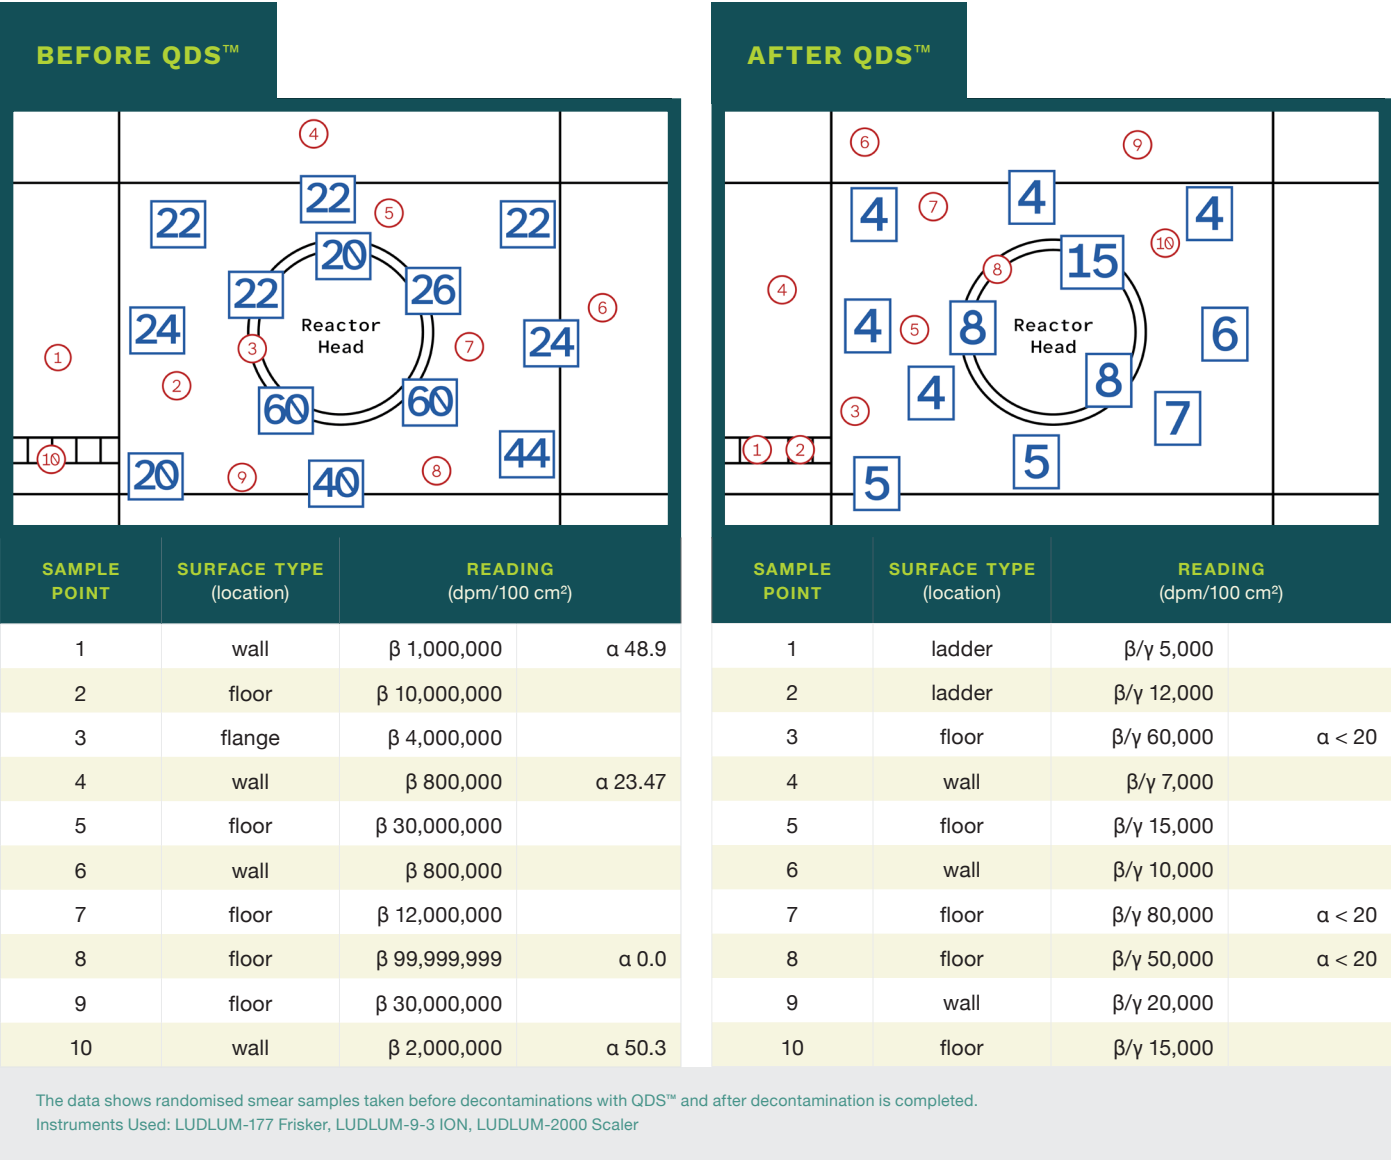 BEFORE QDS™
4
22
22
5
22
20
22
26
6
24
Reactor
Head
24
3
7
1
2
60
60
44
10
20
9
40
8
SAMPLE POINT
SURFACE TYPE (location)
READING (dpm/100 cm²)
1 wall β 1,000,000 α 48.9
2 floor β 10,000,000
3 flange β 4,000,000
4 wall β 800,000 α 23.47
5 floor β 30,000,000
6 wall β 800,000
7 floor β 12,000,000
8 floor β 99,999,999 α 0.0
9 floor β 30,000,000
10 wall β 2,000,000 α 50.3
AFTER QDS™
6
9
4
7
4
4
10
15
8
4
4
5
8
Reactor
Head
6
8
4
3
7
1
2
5
5
SAMPLE POINT
SURFACE TYPE (location)
READING (dpm/100 cm²)
1 ladder β/γ 5,000
2 ladder β/γ 12,000
3 floor β/γ 60,000 α < 20
4 wall β/γ 7,000
5 floor β/γ 15,000
6 wall β/γ 10,000
7 floor β/γ 80,000 α < 20
8 floor β/γ 50,000 α < 20
9 wall β/γ 20,000
10 floor β/γ 15,000
The data shows randomised smear samples taken before decontaminations with QDS™ and after decontamination is completed.
Instruments Used: LUDLUM-177 Frisker, LUDLUM-9-3 ION, LUDLUM-2000 Scaler